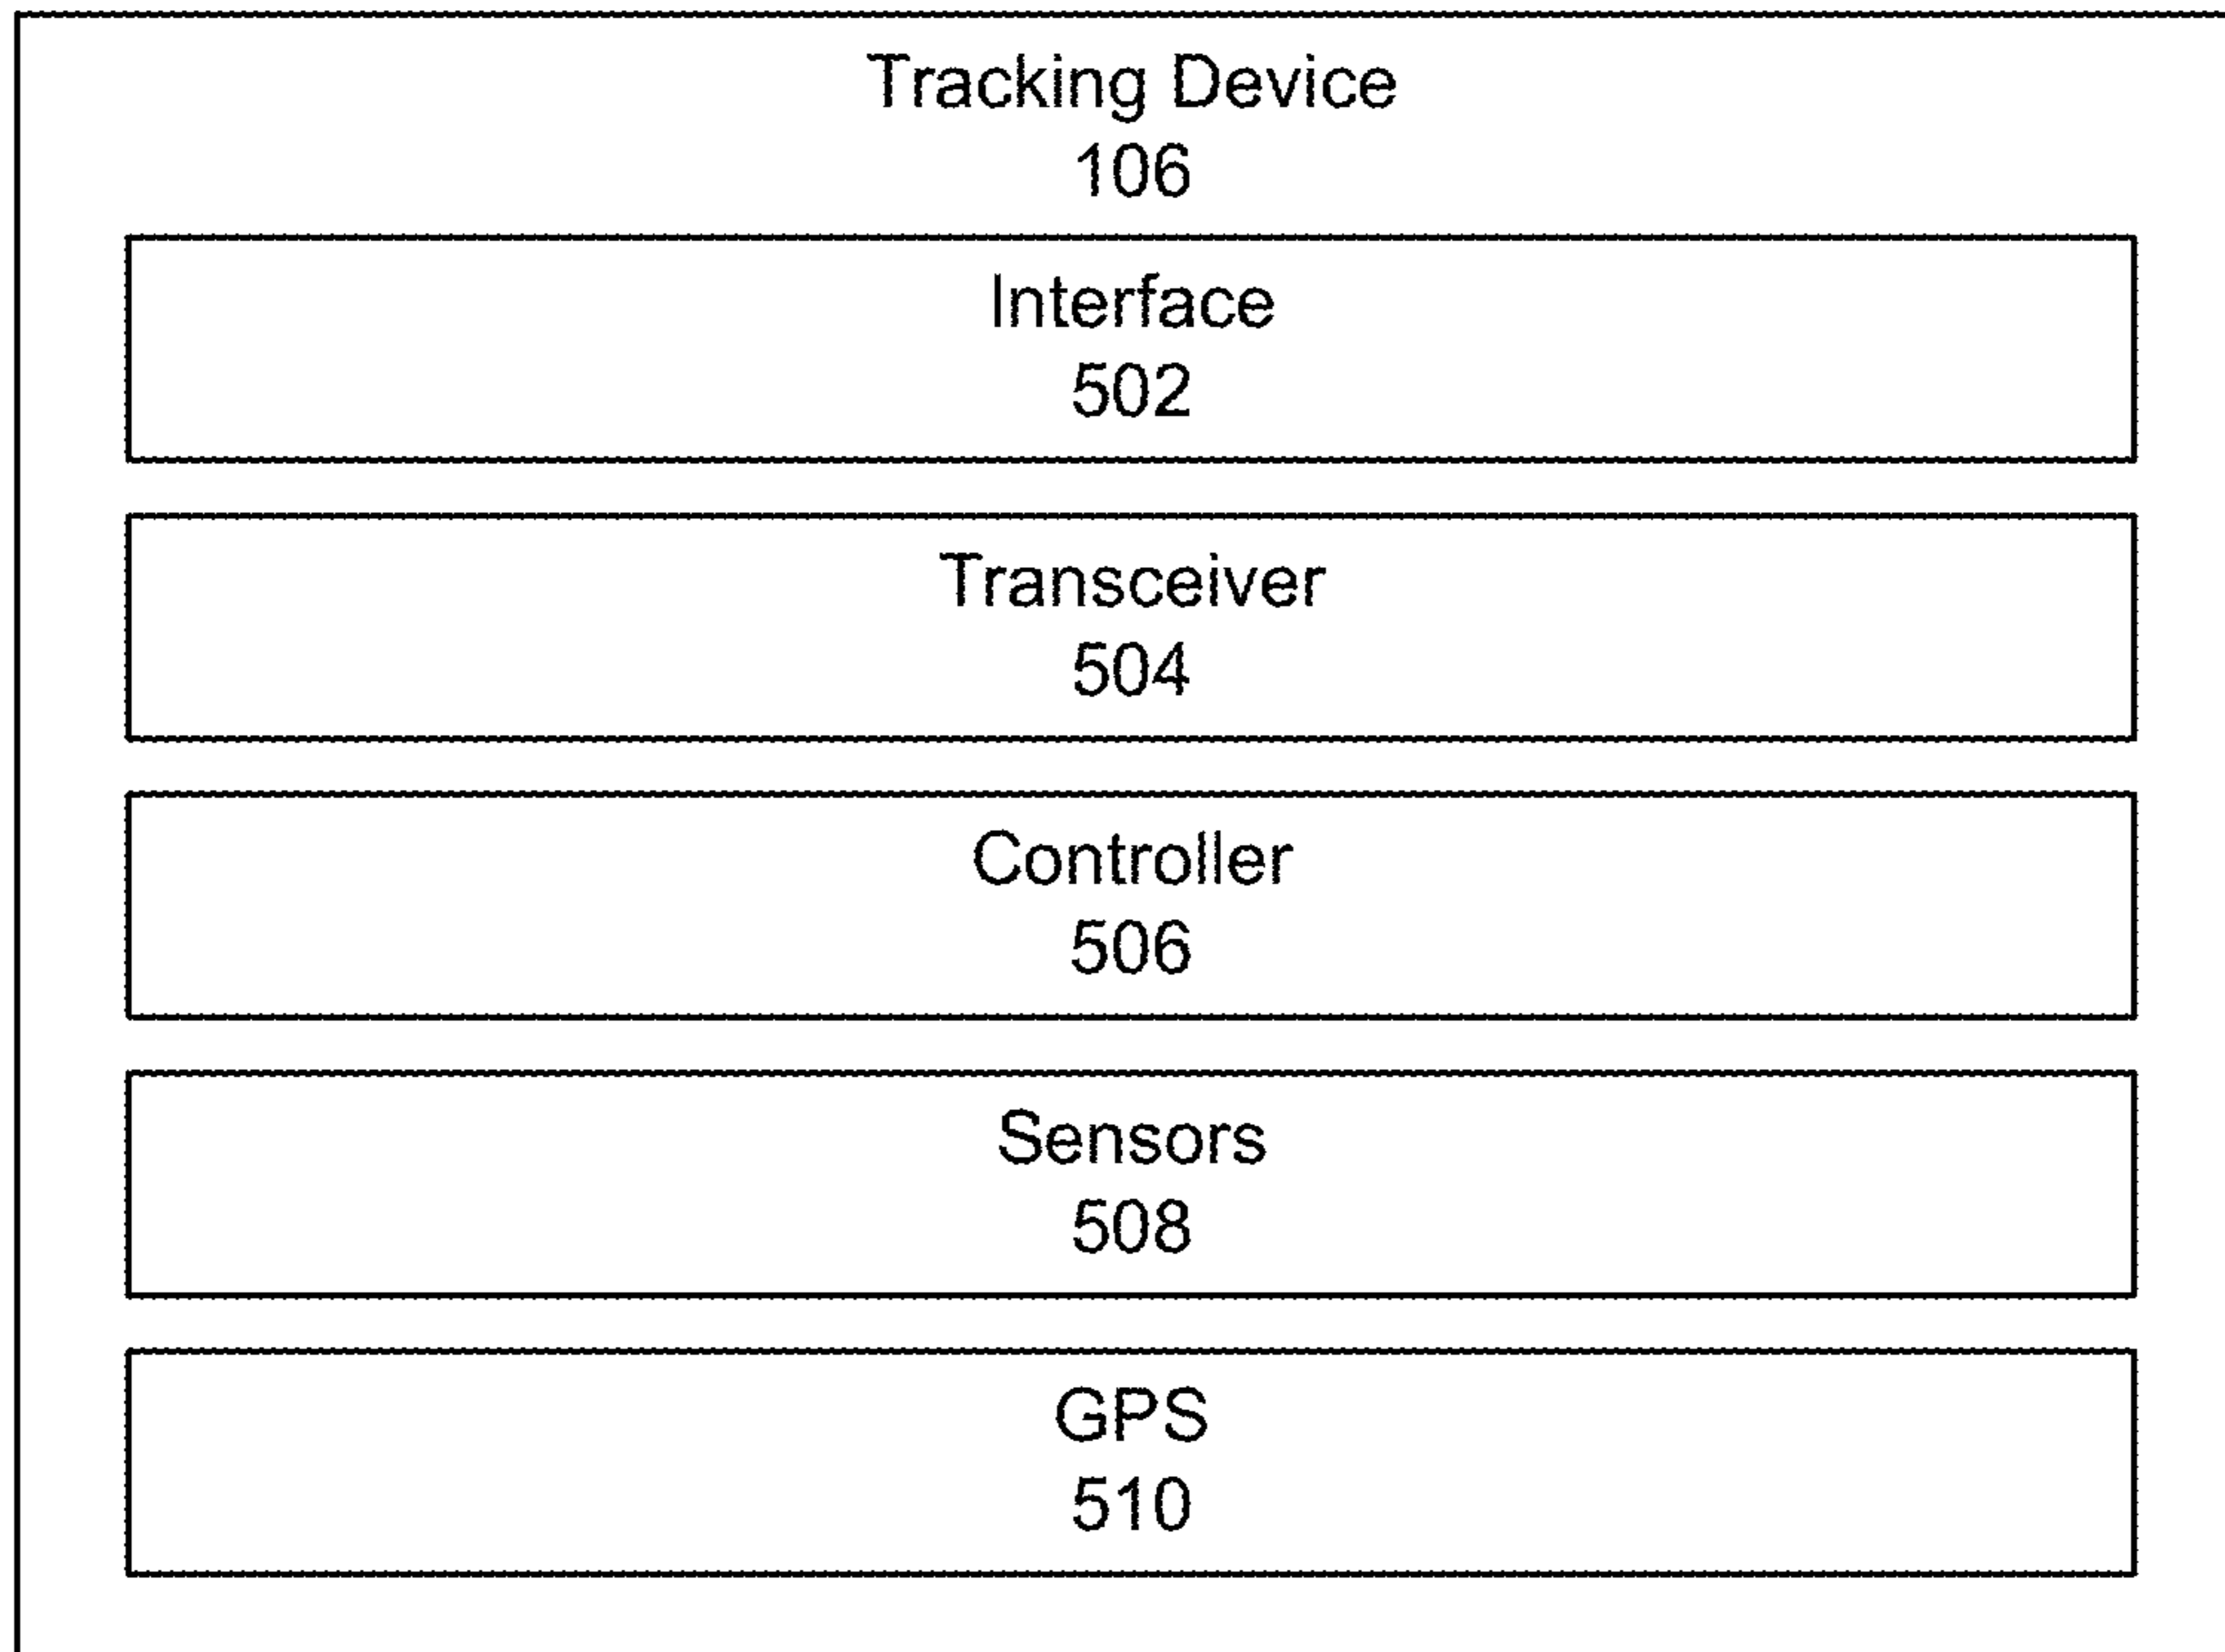 Tracking Device
106
Interface
502
Transceiver
504
Controller
506
Sensors
508
GPS
510